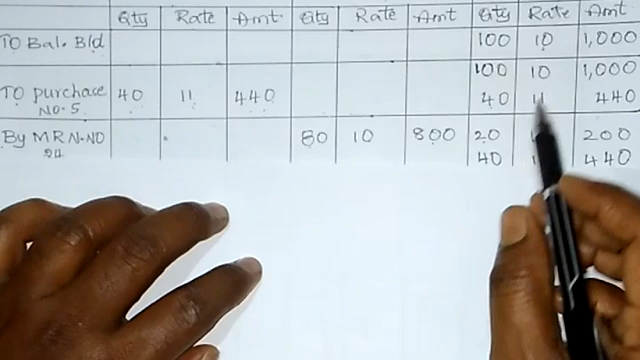 Qty Rate Amt Qty Rate Amt Qty Rate Amt
TO Bal. B/d 100 10 1,000
100 10 1,000
TO purchase 40 11 440 40 11 440
NO.5
By M R N.NO 80 10 800 20 200
24 40 440